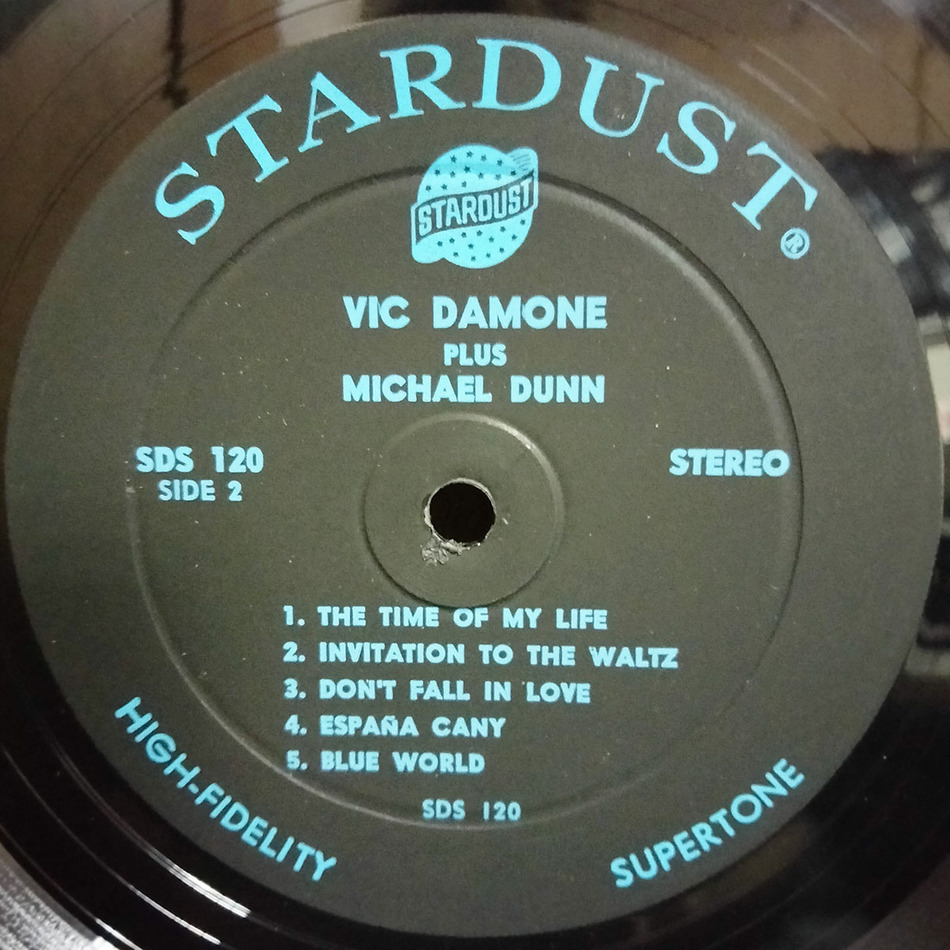 STARDUST®
STARDUST
VIC DAMONE
PLUS
MICHAEL DUNN
SDS 120
SIDE 2
STEREO
1. THE TIME OF MY LIFE
2. INVITATION TO THE WALTZ
3. DON'T FALL IN LOVE
4. ESPAÑA CANY
5. BLUE WORLD
SDS 120
HIGH-FIDELITY
SUPERTONE